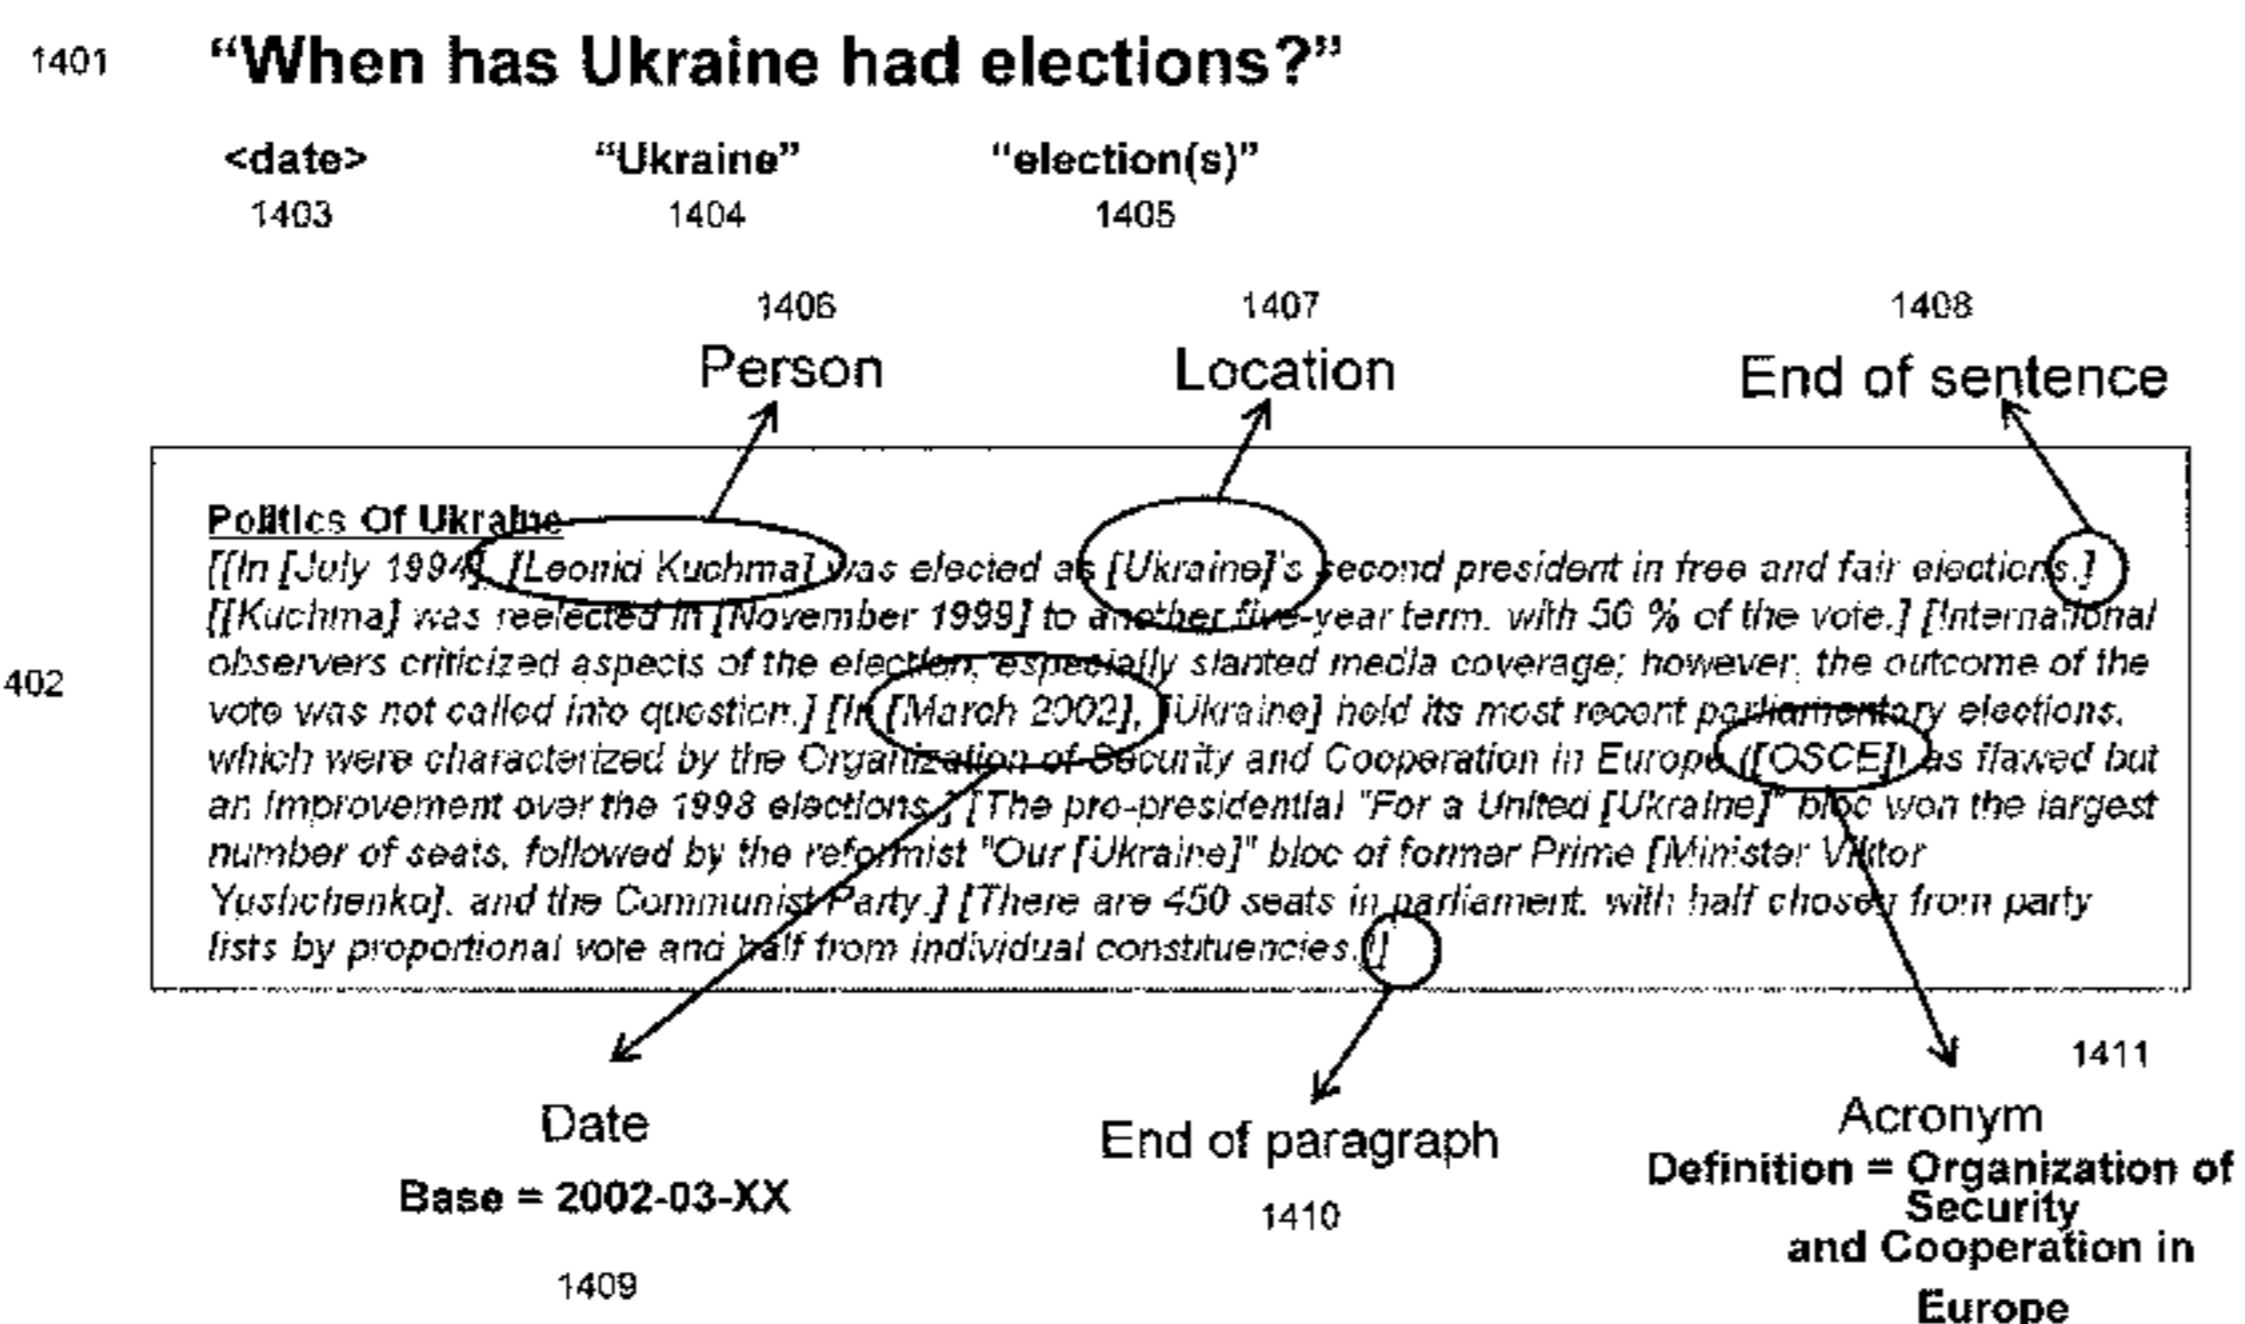 1401 “When has Ukraine had elections?”
<date> “Ukraine” “election(s)”
1403 1404 1405
1406 1407 1408
Person Location End of sentence
Politics Of Ukraine
[[In [July 1994], [Leonid Kuchma] was elected as [Ukraine]'s second president in free and fair elections.]
[[Kuchma] was reelected in [November 1999] to another five-year term, with 56 % of the vote.] [International
observers criticized aspects of the election, especially slanted media coverage; however, the outcome of the
402
vote was not called into question.] [In [March 2002], [Ukraine] held its most recent parliamentary elections,
which were characterized by the Organization of Security and Cooperation in Europe ([OSCE]) as flawed but
an improvement over the 1998 elections.] [The pro-presidential "For a United [Ukraine]" bloc won the largest
number of seats, followed by the reformist "Our [Ukraine]" bloc of former Prime [Minister Viktor
Yushchenko], and the Communist Party.] [There are 450 seats in parliament, with half chosen from party
lists by proportional vote and half from individual constituencies.]]
1411
Date End of paragraph Acronym
Base = 2002-03-XX Definition = Organization of
Security
1410
and Cooperation in
1409
Europe